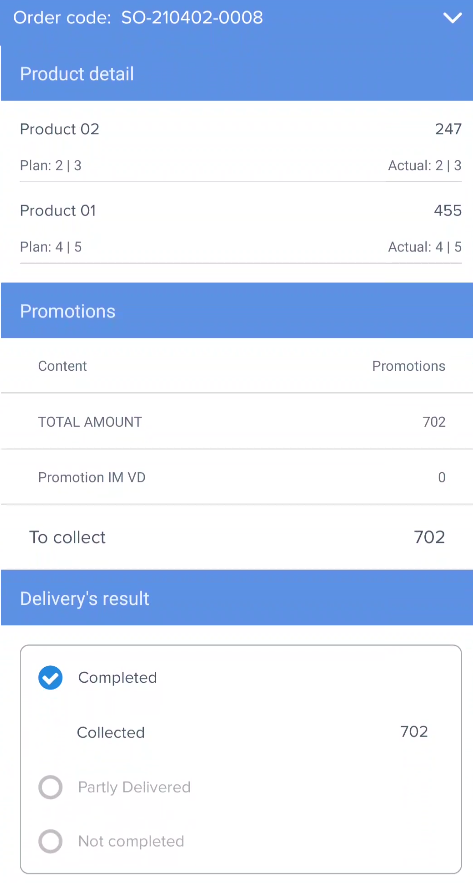 Order code: SO-210402-0008
Product detail
Product 02 247
Plan: 2 | 3 Actual: 2 | 3
Product 01 455
Plan: 4 | 5 Actual: 4 | 5
Promotions
Content Promotions
TOTAL AMOUNT 702
Promotion IM VD 0
To collect 702
Delivery's result
Completed
Collected 702
Partly Delivered
Not completed